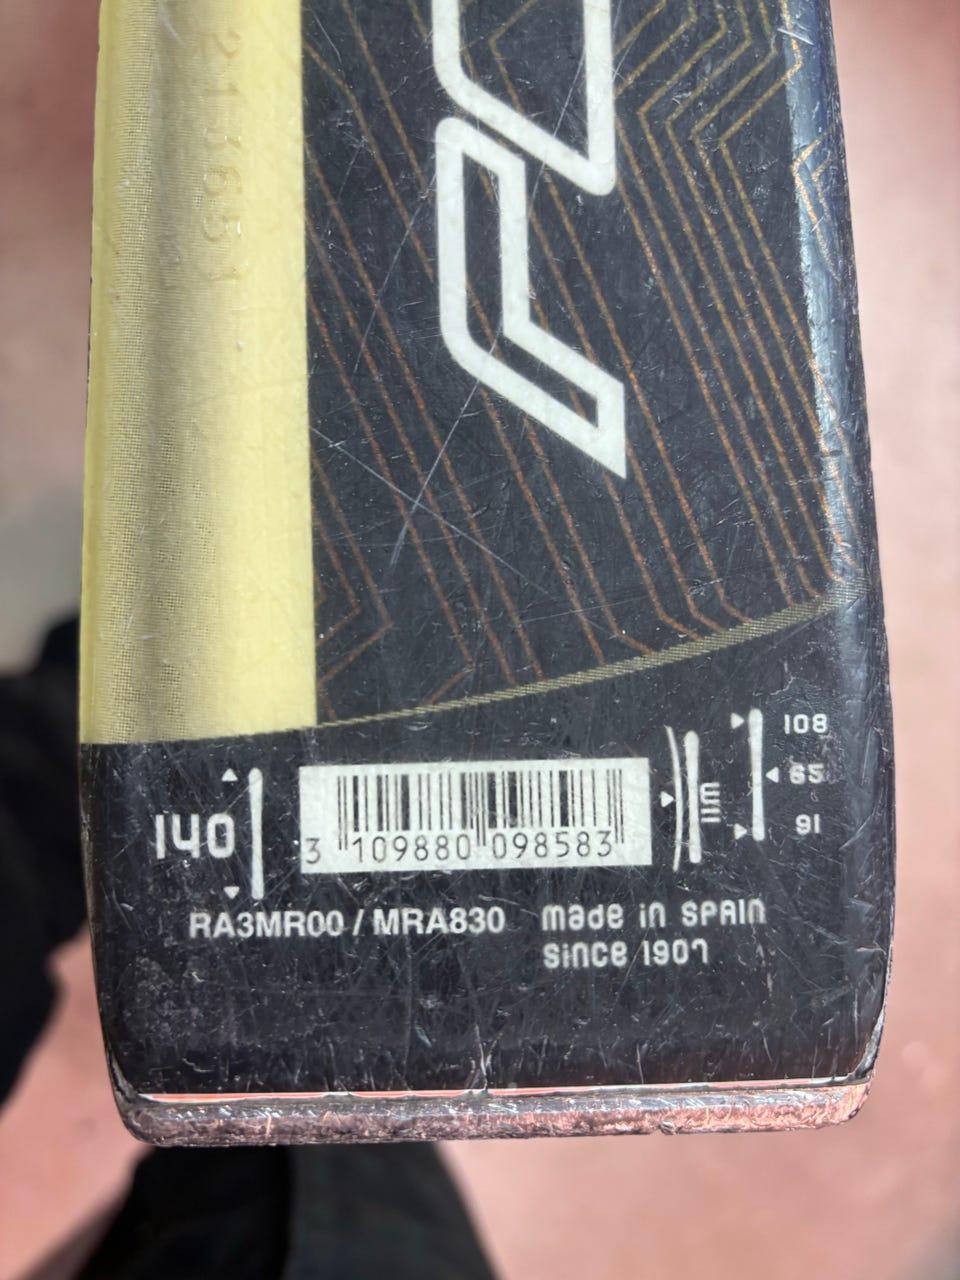 140
3 109880 098583
11M
108
65
91
RA3MR00 / MRA830
made in SPAIN
since 1907